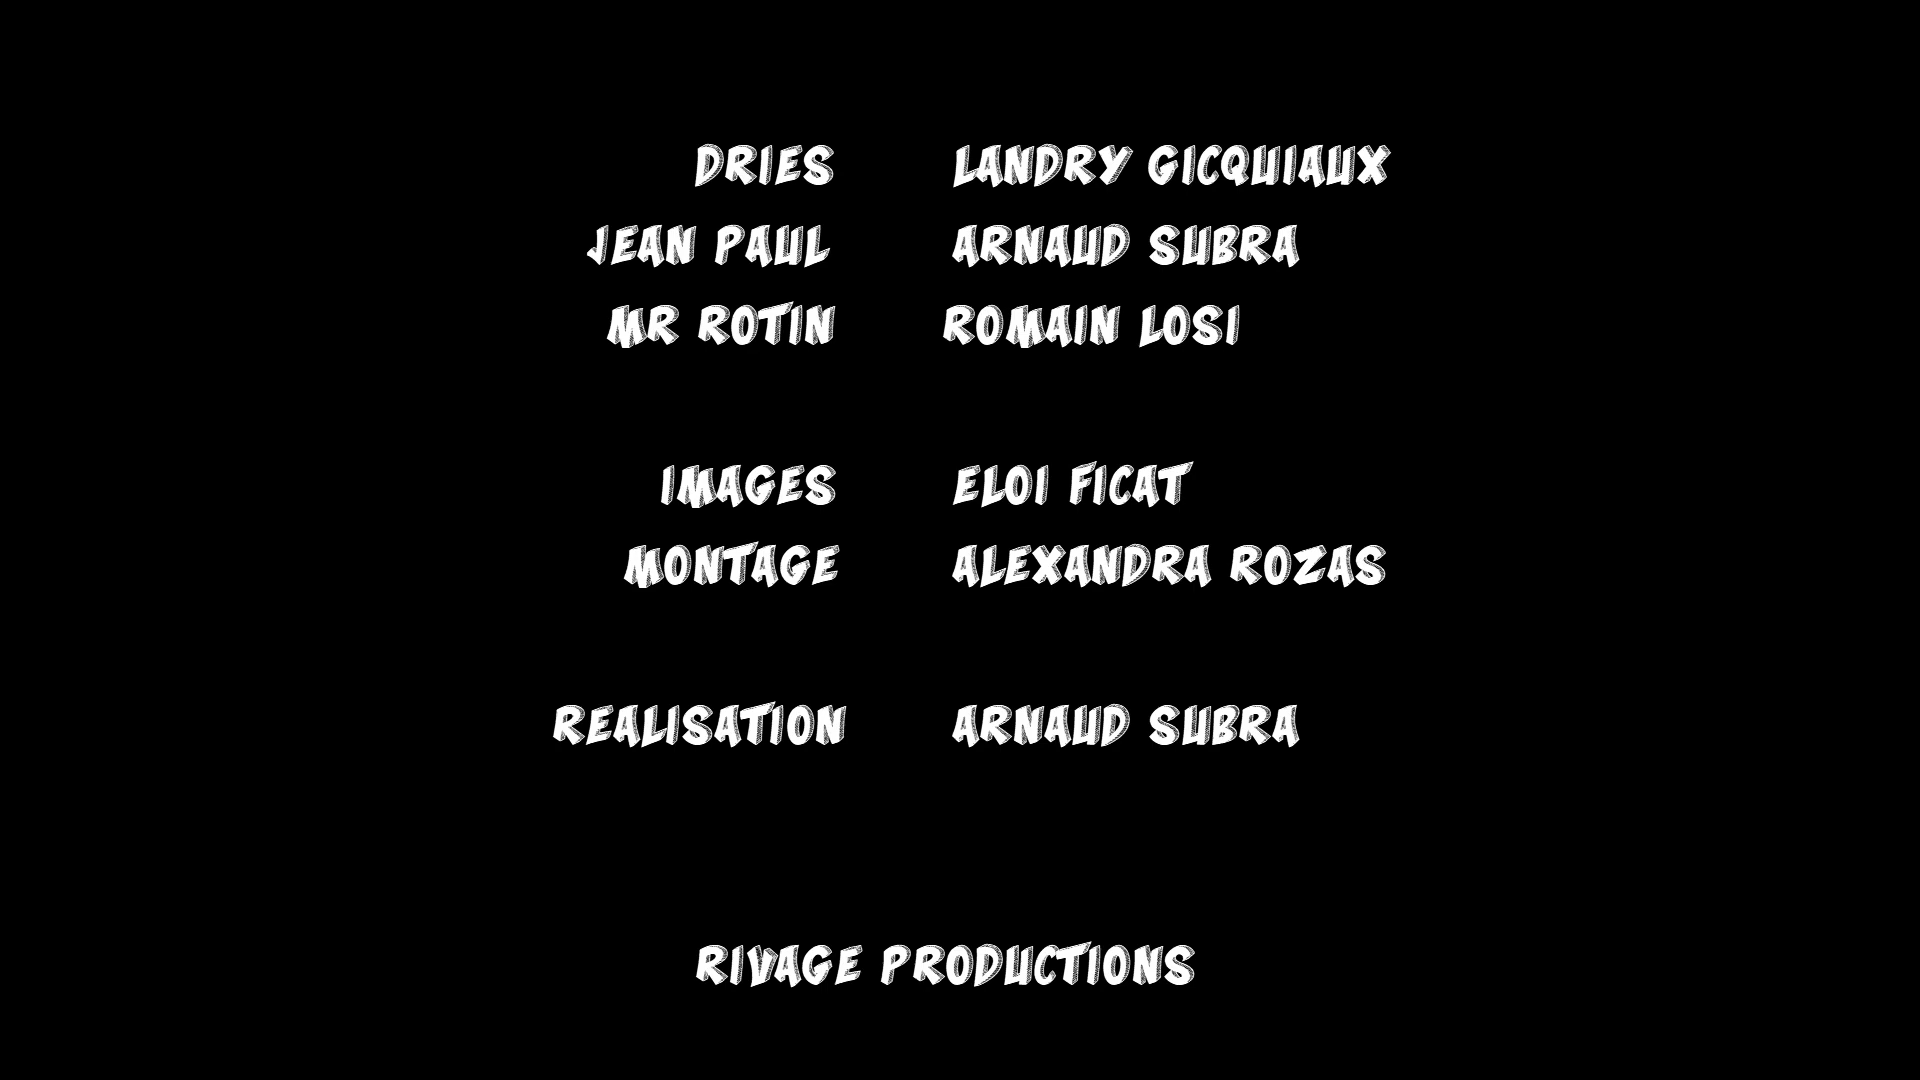 DRIES LANDRY GICQUIAUX
JEAN PAUL ARNAUD SUBRA
MR ROTIN ROMAIN LOSI
IMAGES ELOI FICAT
MONTAGE ALEXANDRA ROZAS
REALISATION ARNAUD SUBRA
RIVAGE PRODUCTIONS